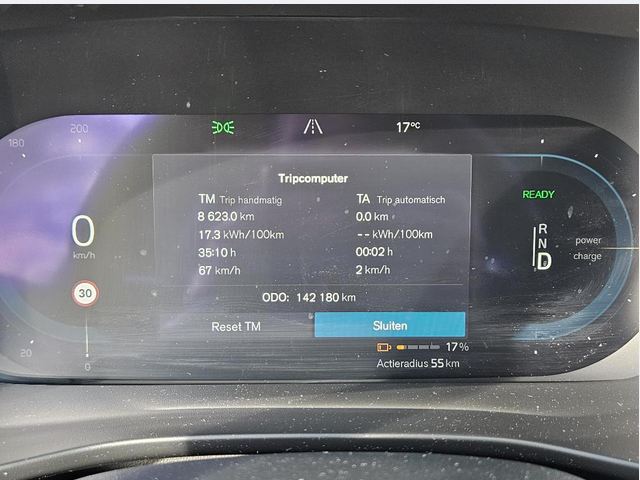 200
180
17°C
Tripcomputer
TM Trip handmatig
TA Trip automatisch
8 623.0 km
0.0 km
17.3 kWh/100km
-- kWh/100km
35:10 h
00:02 h
67 km/h
2 km/h
ODO: 142 180 km
Reset TM
Sluiten
0
km/h
30
20
0
READY
R
N
D
power
charge
17%
Actieradius 55 km